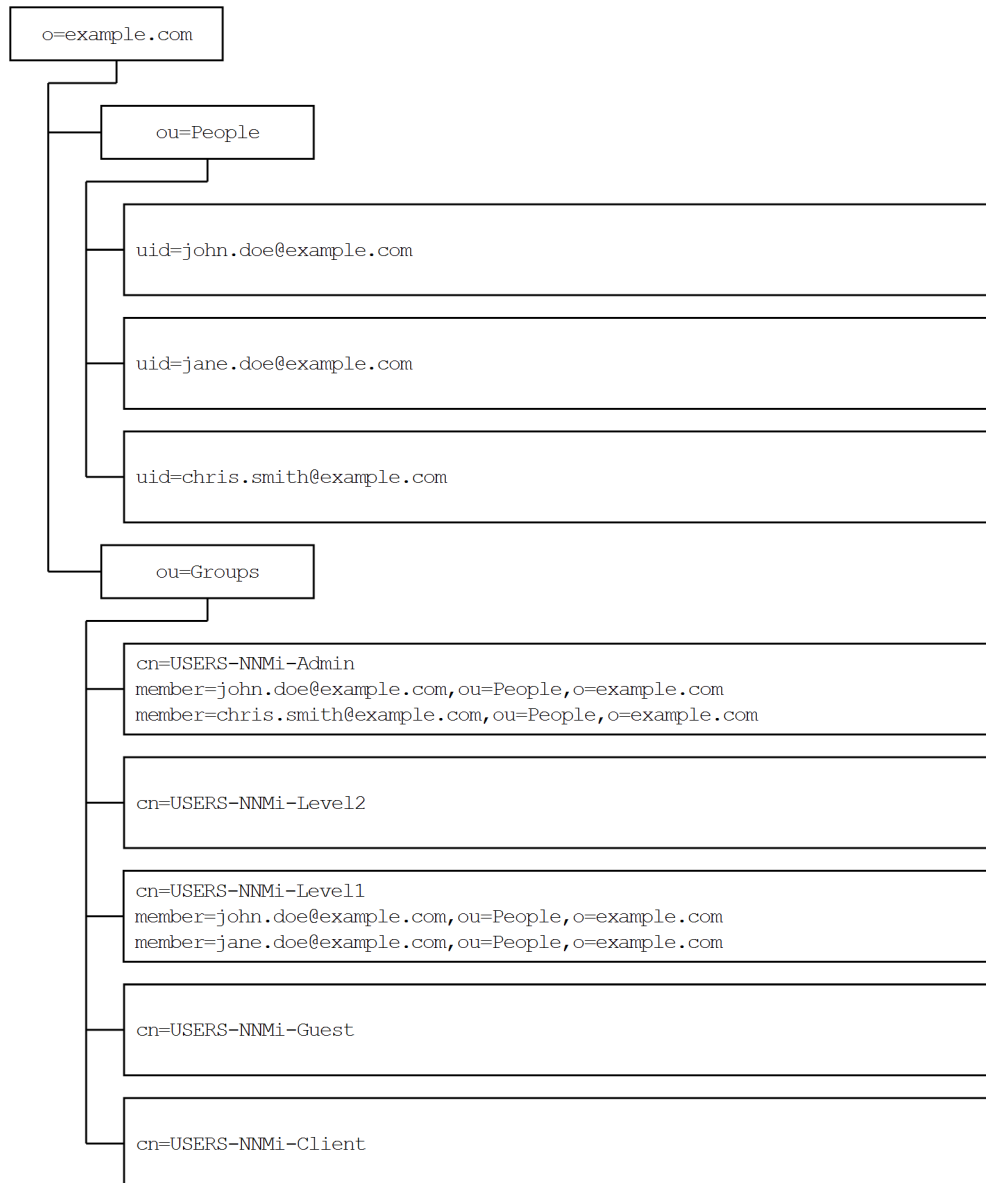 o=example.com
ou=People
uid=john.doe@example.com
uid=jane.doe@example.com
uid=chris.smith@example.com
ou=Groups
cn=USERS-NNMi-Admin
member=john.doe@example.com,ou=People,o=example.com
member=chris.smith@example.com,ou=People,o=example.com
cn=USERS-NNMi-Level2
cn=USERS-NNMi-Level1
member=john.doe@example.com,ou=People,o=example.com
member=jane.doe@example.com,ou=People,o=example.com
cn=USERS-NNMi-Guest
cn=USERS-NNMi-Client